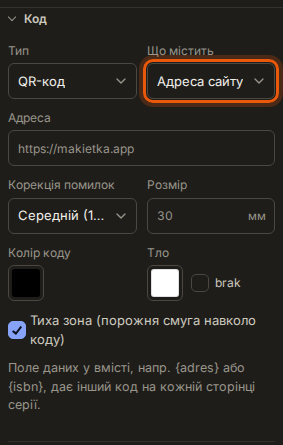 Код
Тип
Що містить
QR-код
Адреса сайту
Адреса
https://makietka.app
Корекція помилок
Розмір
Середній (1...
30
мм
Колір коду
Тло
brak
Тиха зона (порожня смуга навколо
коду)
Поле даних у вмісті, напр. {adres} або
{isbn}, дає інший код на кожній сторінці
серії.